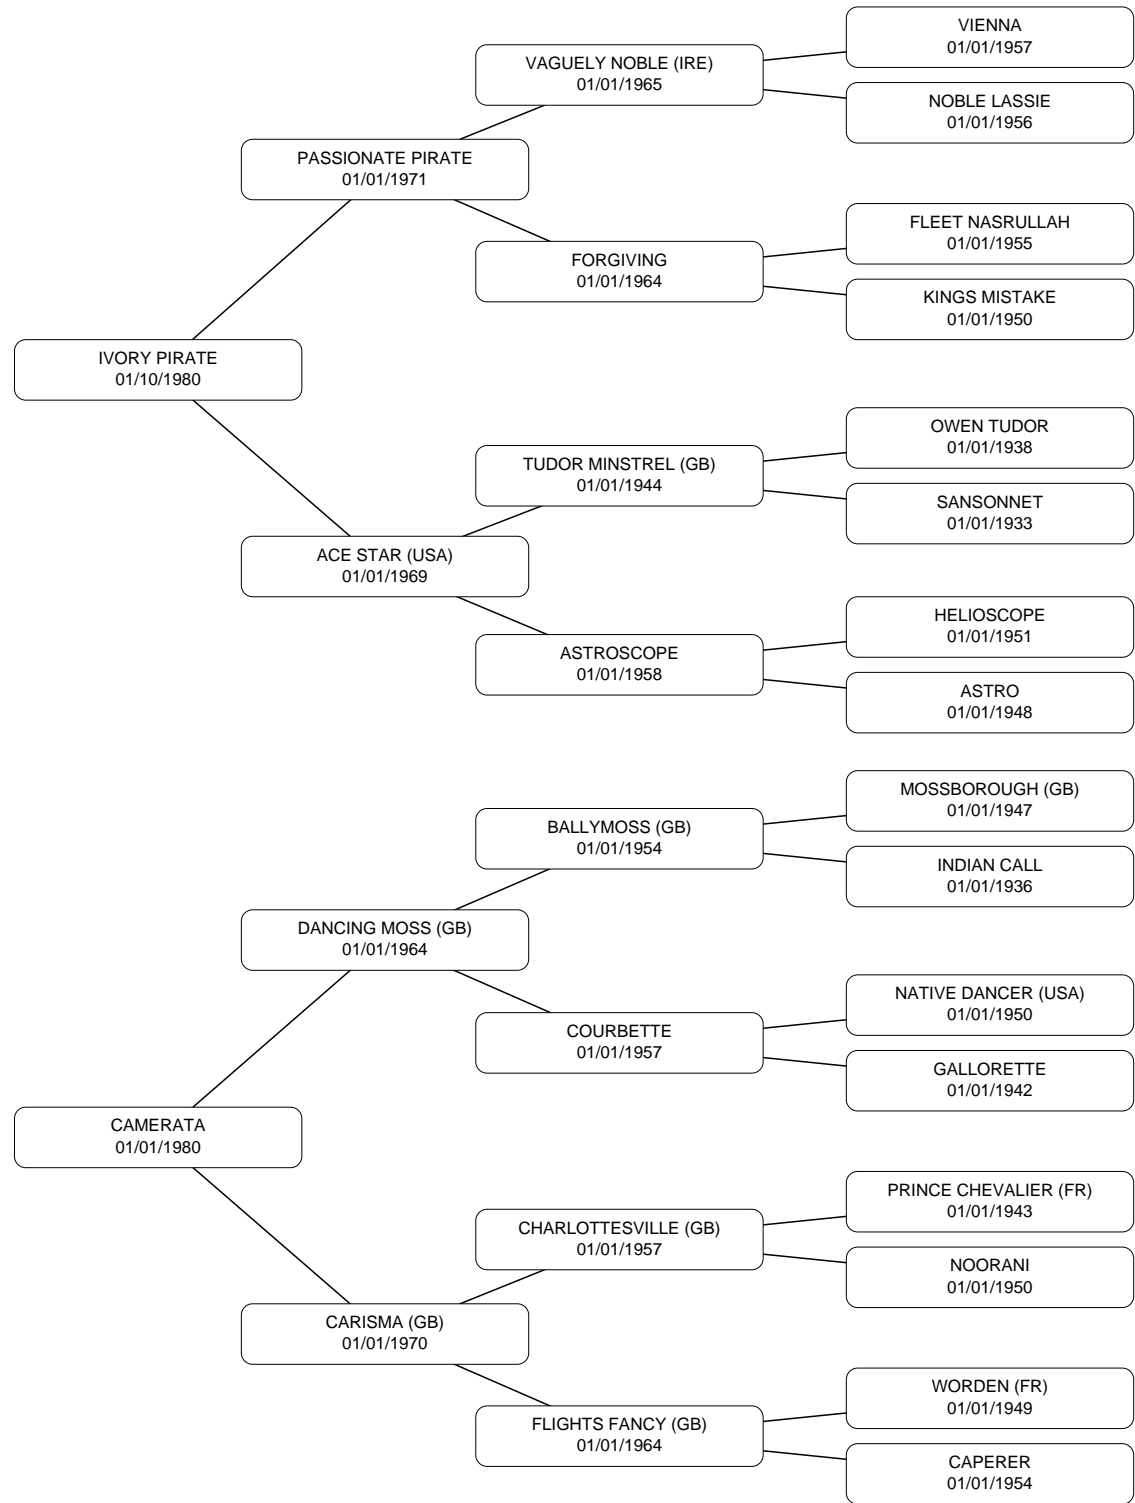 VIENNA
01/01/1957
VAGUELY NOBLE (IRE)
01/01/1965
NOBLE LASSIE
01/01/1956
PASSIONATE PIRATE
01/01/1971
FLEET NASRULLAH
01/01/1955
FORGIVING
01/01/1964
KINGS MISTAKE
01/01/1950
IVORY PIRATE
01/10/1980
OWEN TUDOR
01/01/1938
TUDOR MINSTREL (GB)
01/01/1944
SANSONNET
01/01/1933
ACE STAR (USA)
01/01/1969
HELIOSCOPE
01/01/1951
ASTROSCOPE
01/01/1958
ASTRO
01/01/1948
MOSSBOROUGH (GB)
01/01/1947
BALLYMOSS (GB)
01/01/1954
INDIAN CALL
01/01/1936
DANCING MOSS (GB)
01/01/1964
NATIVE DANCER (USA)
01/01/1950
COURBETTE
01/01/1957
GALLORETTE
01/01/1942
CAMERATA
01/01/1980
PRINCE CHEVALIER (FR)
01/01/1943
CHARLOTTESVILLE (GB)
01/01/1957
NOORANI
01/01/1950
CARISMA (GB)
01/01/1970
WORDEN (FR)
01/01/1949
FLIGHTS FANCY (GB)
01/01/1964
CAPERER
01/01/1954